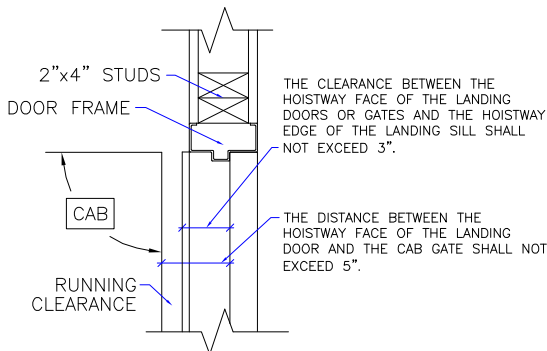 2”x4” STUDS
DOOR FRAME
THE CLEARANCE BETWEEN THE
HOISTWAY FACE OF THE LANDING
DOORS OR GATES AND THE HOISTWAY
EDGE OF THE LANDING SILL SHALL
NOT EXCEED 3”.
CAB
THE DISTANCE BETWEEN THE
HOISTWAY FACE OF THE LANDING
DOOR AND THE CAB GATE SHALL NOT
EXCEED 5”.
RUNNING
CLEARANCE